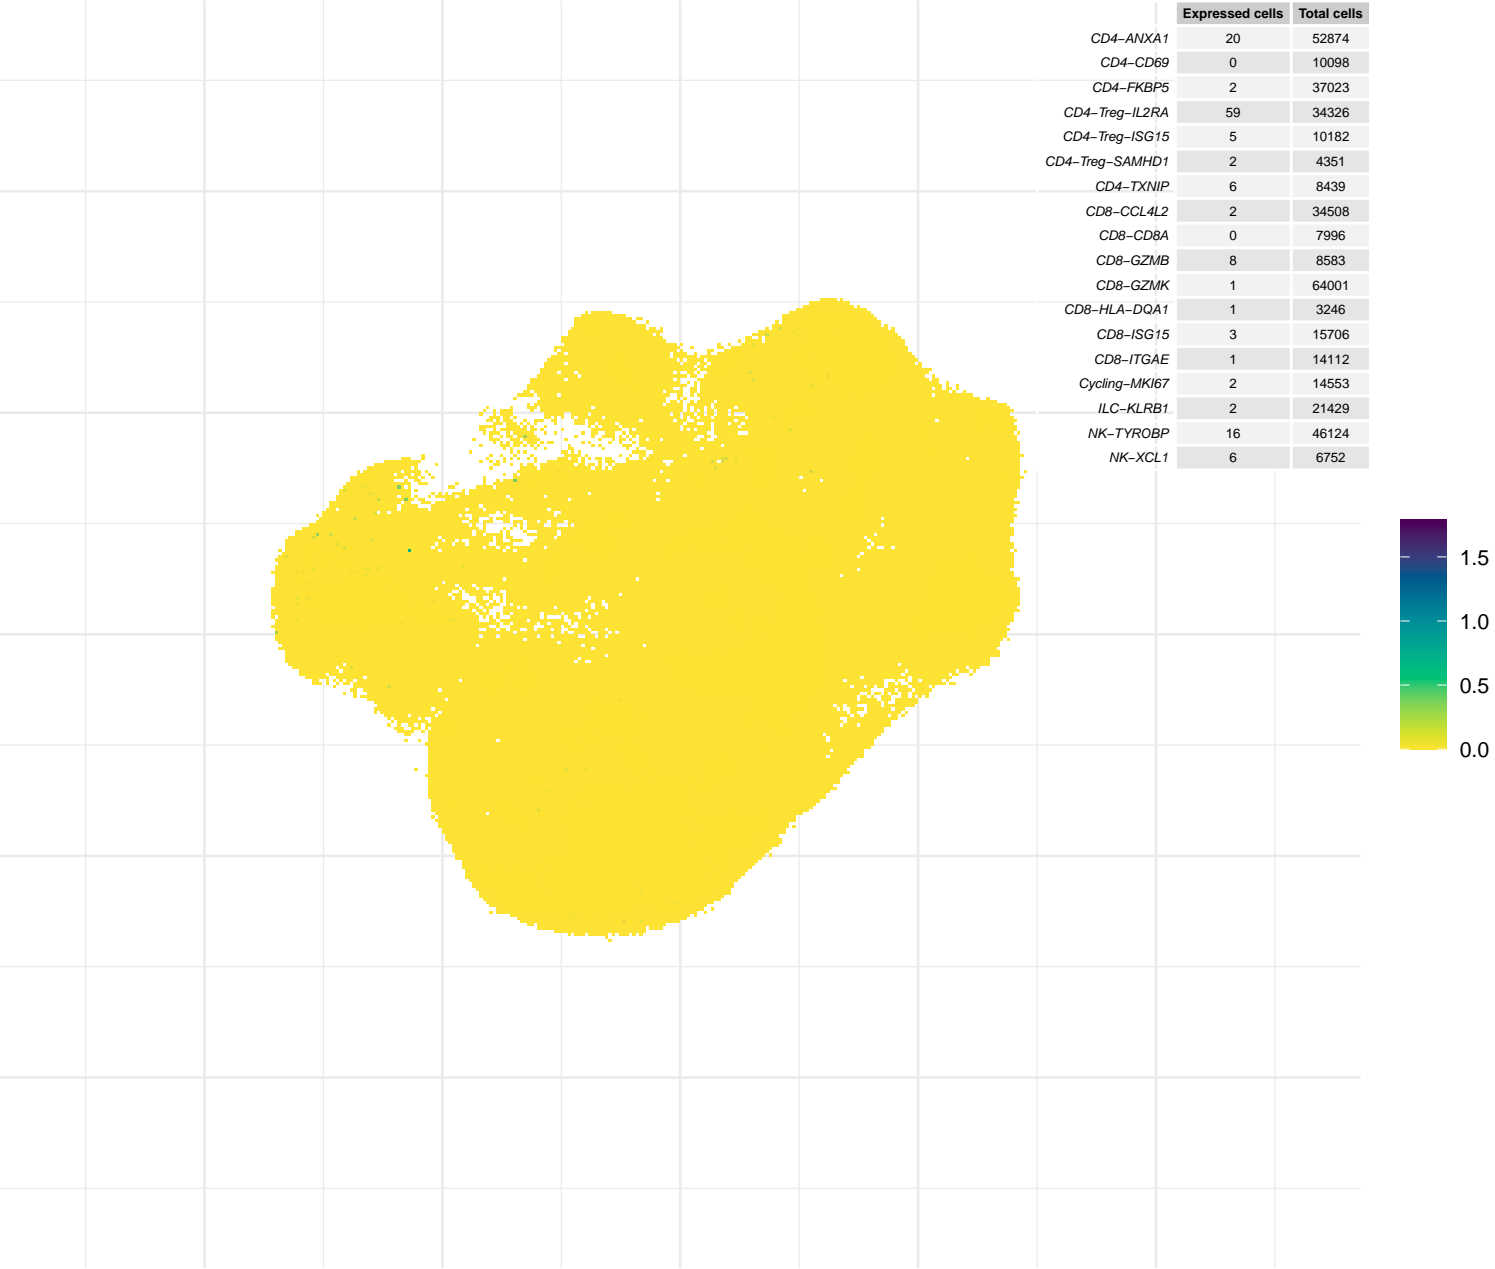 Expressed cells Total cells
CD4−ANXA1 20 52874
CD4−CD69 0 10098
CD4−FKBP5 2 37023
CD4−Treg−IL2RA 59 34326
CD4−Treg−ISG15 5 10182
CD4−Treg−SAMHD1 2 4351
CD4−TXNIP 6 8439
CD8−CCL4L2 2 34508
CD8−CD8A 0 7996
CD8−GZMB 8 8583
CD8−GZMK 1 64001
CD8−HLA−DQA1 1 3246
CD8−ISG15 3 15706
CD8−ITGAE 1 14112
Cycling−MKI67 2 14553
ILC−KLRB1 2 21429
NK−TYROBP 16 46124
NK−XCL1 6 6752
1.5
1.0
0.5
0.0